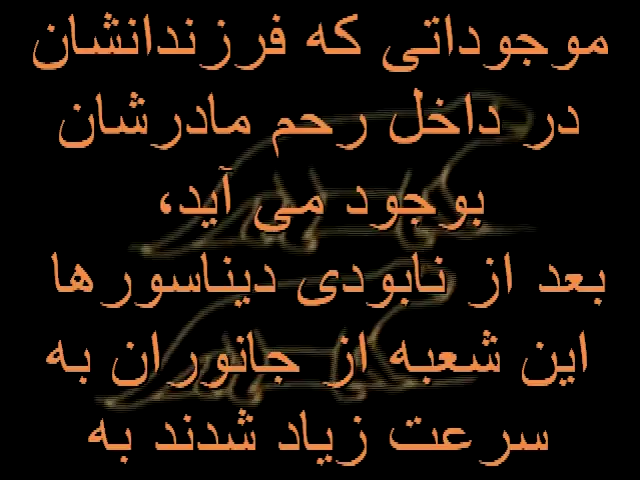 موجوداتی که فرزندانشان
در داخل رحم مادرشان
بوجود می آید،
بعد از نابودی دیناسورها
این شعبه از جانوران به
سرعت زیاد شدند به